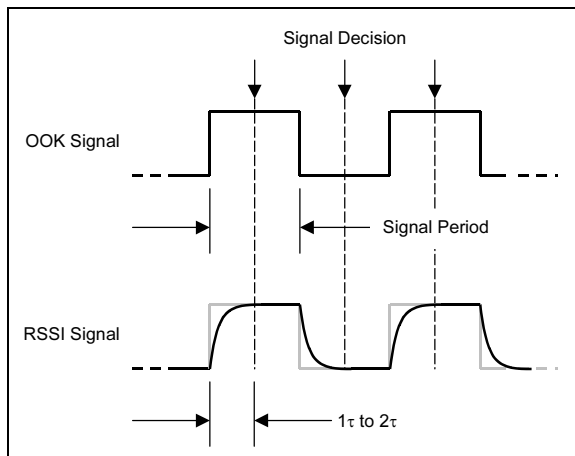 Signal Decision
OOK Signal
Signal Period
RSSI Signal
1τ to 2τ